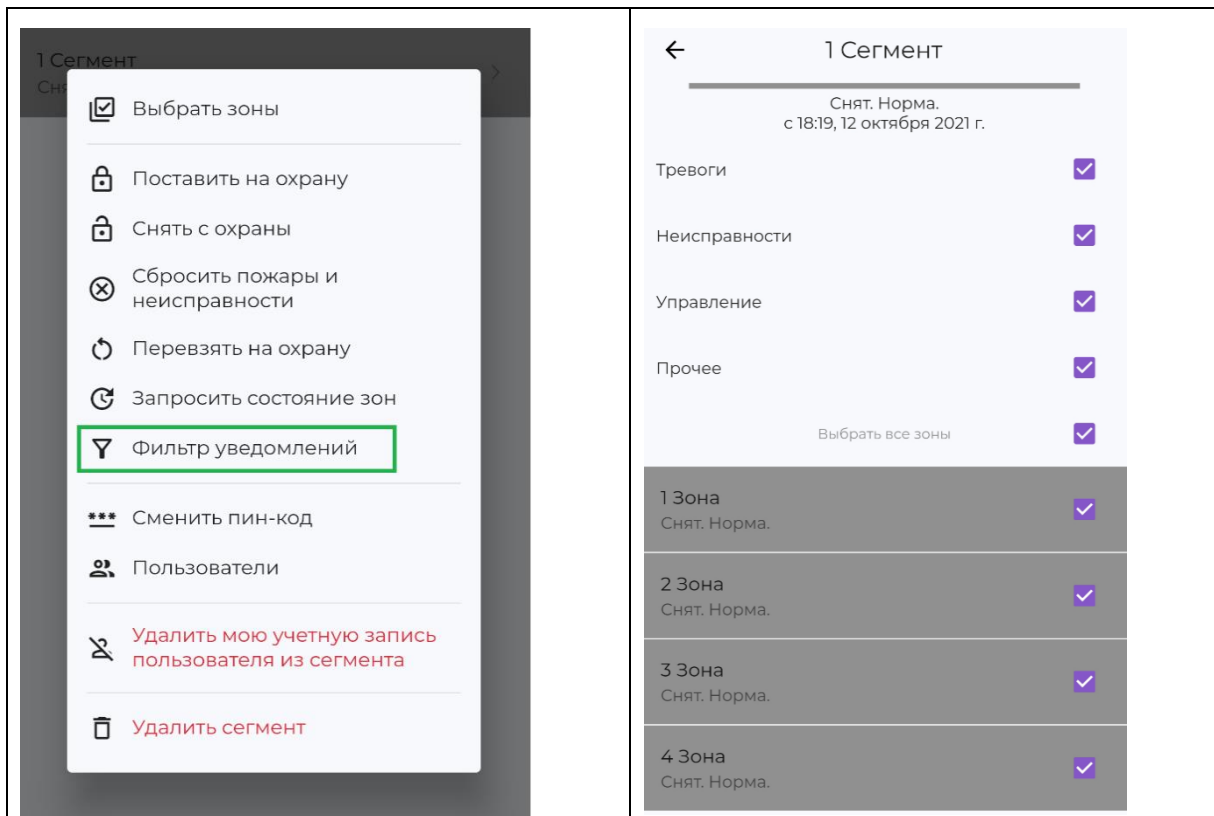 1 Сегмент
Сня
Выбрать зоны
Поставить на охрану
Снять с охраны
Сбросить пожары и
неисправности
Перевзять на охрану
Запросить состояние зон
Фильтр уведомлений
***
Сменить пин-код
Пользователи
Удалить мою учетную запись
пользователя из сегмента
Удалить сегмент
1 Сегмент
Снят. Норма.
с 18:19, 12 октября 2021 г.
Тревоги
Неисправности
Управление
Прочее
Выбрать все зоны
1 Зона
Снят. Норма.
2 Зона
Снят. Норма.
3 Зона
Снят. Норма.
4 Зона
Снят. Норма.